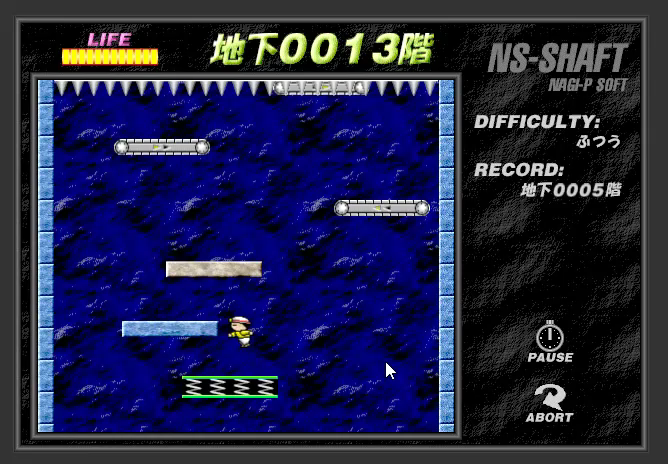 LIFE
地下0013階
NS-SHAFT
NAGI-P SOFT
DIFFICULTY:
ふつう
RECORD:
地下0005階
PAUSE
ABORT